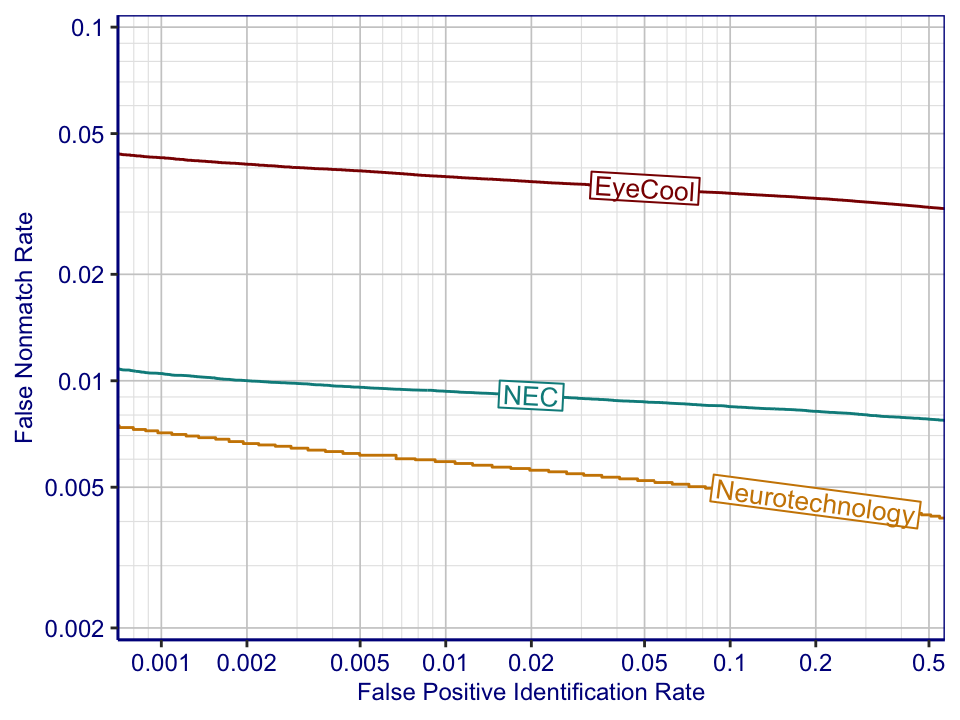 0.1
0.05
0.02
0.01
0.005
0.002
False Nonmatch Rate
EyeCool
NEC
Neurotechnology
0.001 0.002 0.005 0.01 0.02 0.05 0.1 0.2 0.5
False Positive Identification Rate